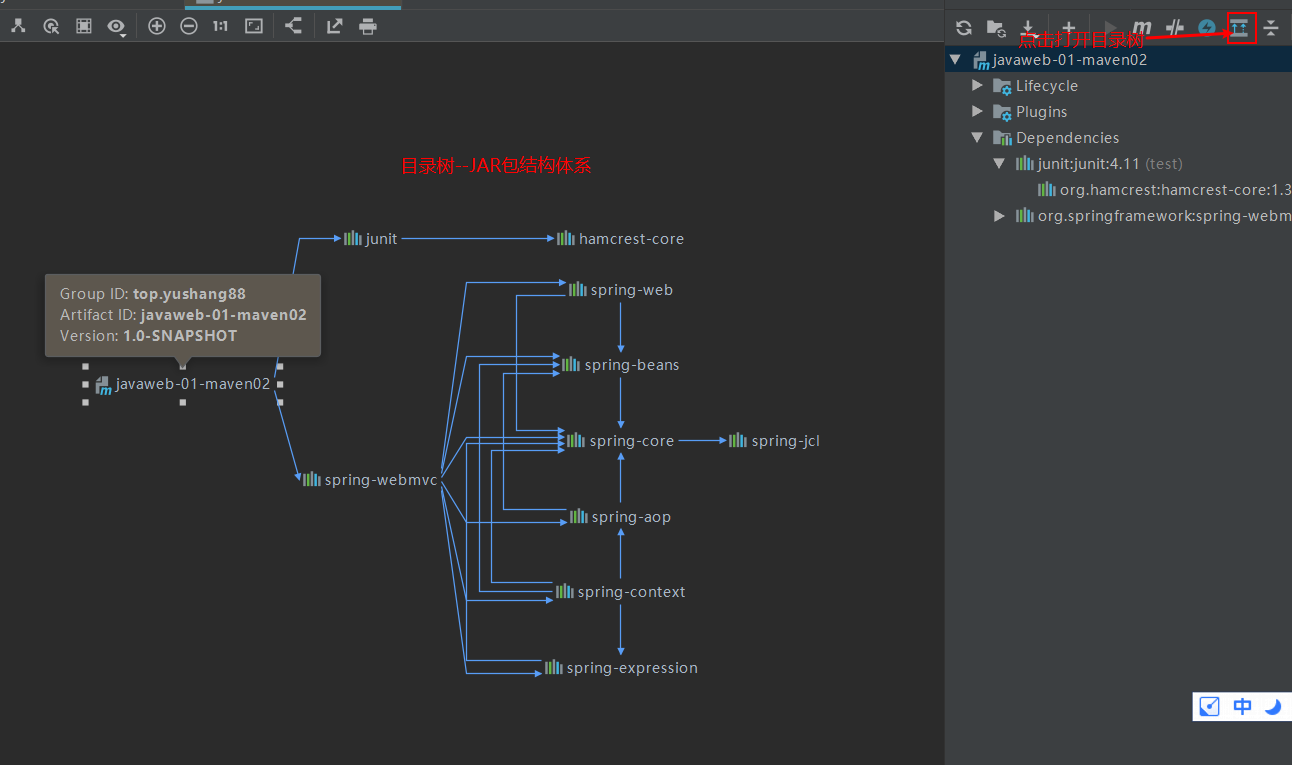 1:1
点击打开目录树
javaweb-01-maven02
Lifecycle
Plugins
Dependencies
junit:junit:4.11 (test)
org.hamcrest:hamcrest-core:1.3
org.springframework:spring-webm
目录树--JAR包结构体系
junit
hamcrest-core
spring-web
Group ID: top.yushang88
Artifact ID: javaweb-01-maven02
Version: 1.0-SNAPSHOT
spring-beans
javaweb-01-maven02
spring-core
spring-jcl
spring-webmvc
spring-aop
spring-context
spring-expression
中